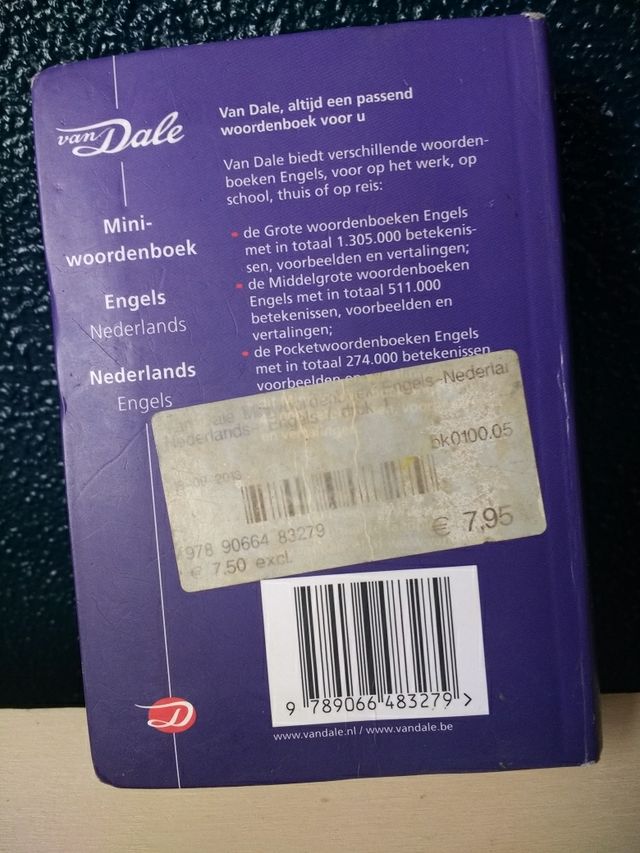 van Dale
Mini-
woordenboek
Engels
Nederlands
Nederlands
Engels
Van Dale, altijd een passend
woordenboek voor u
Van Dale biedt verschillende woorden-
boeken Engels, voor op het werk, op
school, thuis of op reis:
• de Grote woordenboeken Engels
met in totaal 1.305.000 betekenis-
sen, voorbeelden en vertalingen;
• de Middelgrote woordenboeken
Engels met in totaal 511.000
betekenissen, voorbeelden en
vertalingen;
• de Pocketwoordenboeken Engels
met in totaal 274.000 betekenissen
voorbeelden
Engels-Nederlan
Nederlands- Engels druk
bk0100.05
978 90664 83279
€ 7,95
€ 7,50 excl.
9 789066 483279 >
www.vandale.nl / www.vandale.be
D